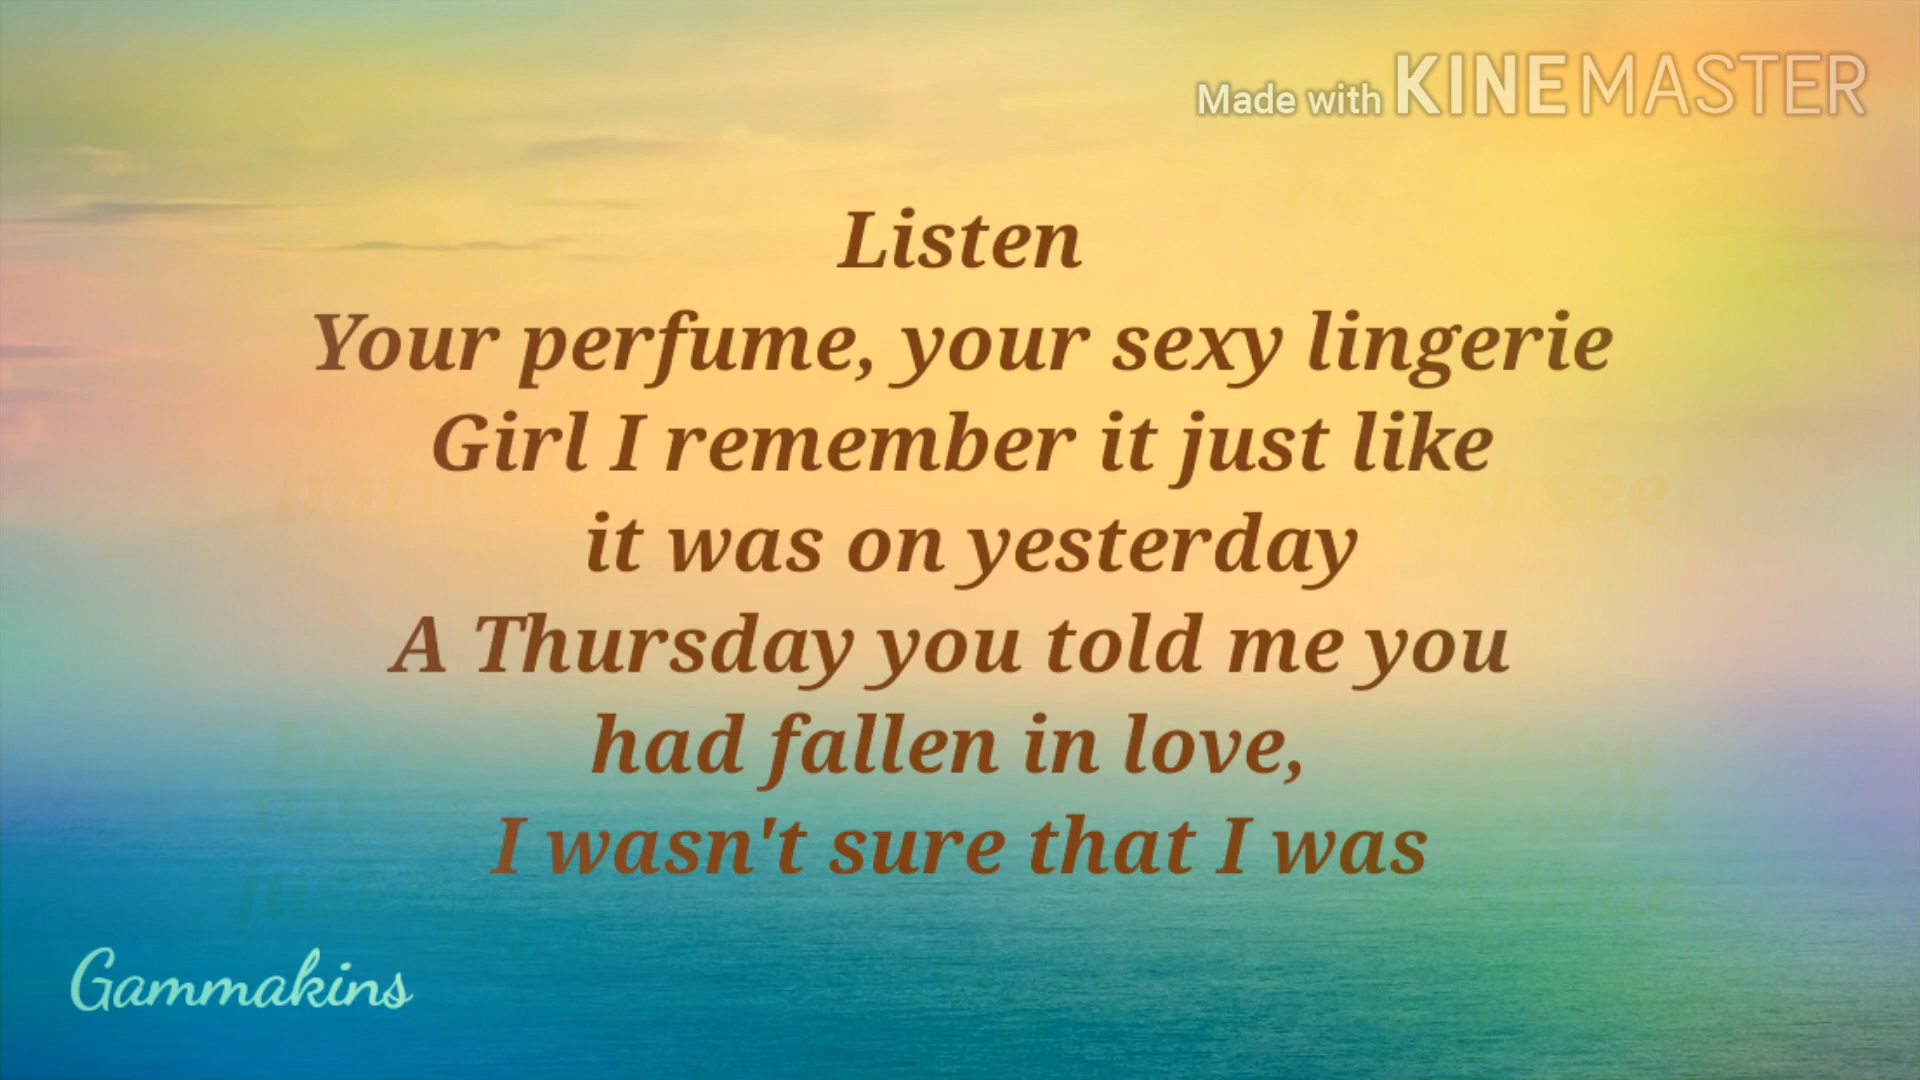 Made with KINEMASTER
Listen
Your perfume, your sexy lingerie
Girl I remember it just like
it was on yesterday
A Thursday you told me you
had fallen in love,
I wasn't sure that I was
Gammakins